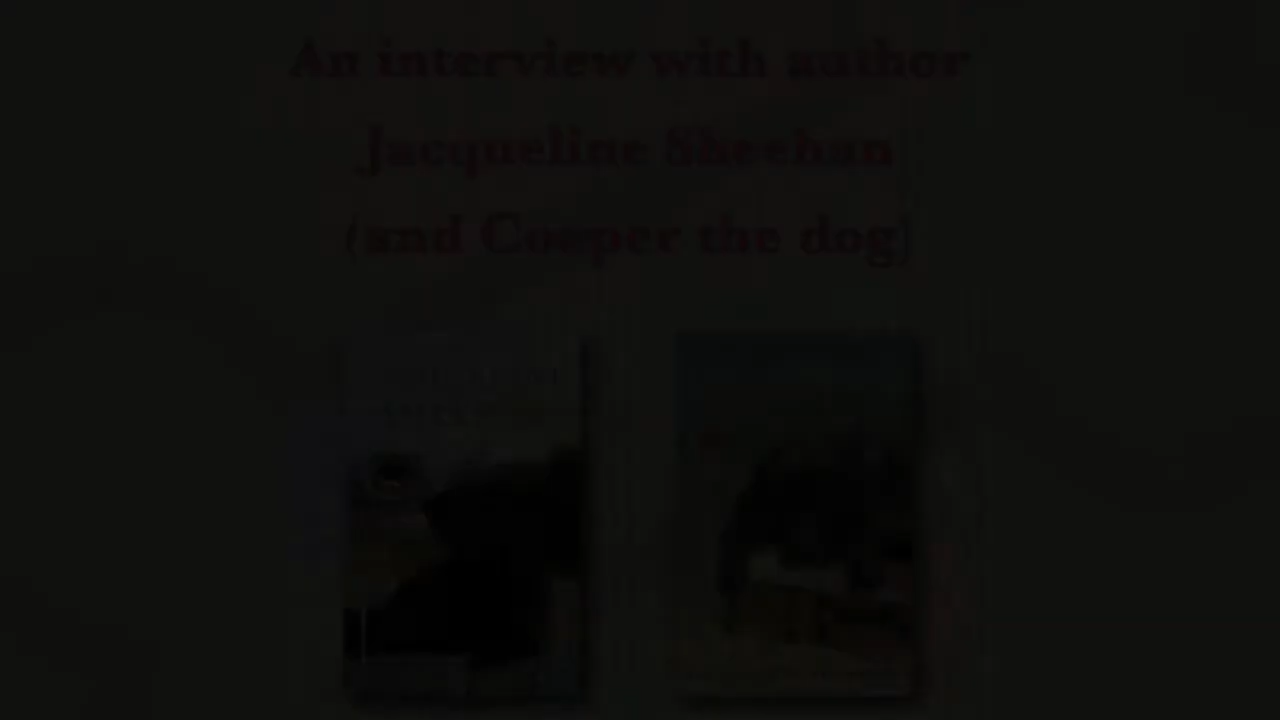 An interview with author
Jacqueline Sheehan
(and Cooper the dog)